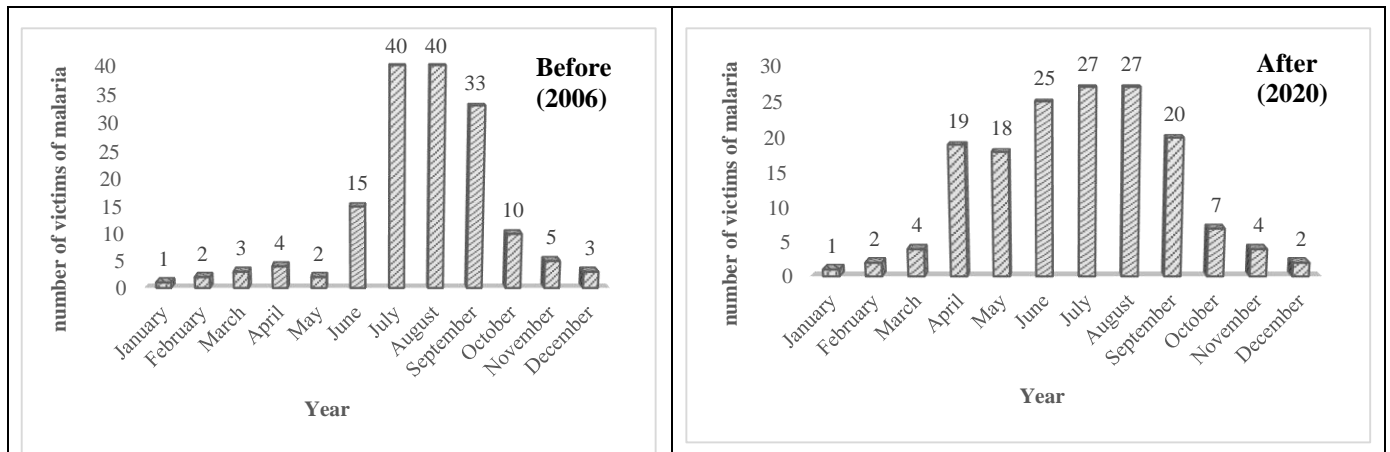 Before
(2006)
number of victims of malaria
40
35
30
25
20
15
10
5
0
1
2
3
4
2
15
40
40
33
10
5
3
January
February
March
April
May
June
July
August
September
October
November
December
Year
After
(2020)
number of victims of malaria
30
25
20
15
10
5
0
1
2
4
19
18
25
27
27
20
7
4
2
January
February
March
April
May
June
July
August
September
October
November
December
Year